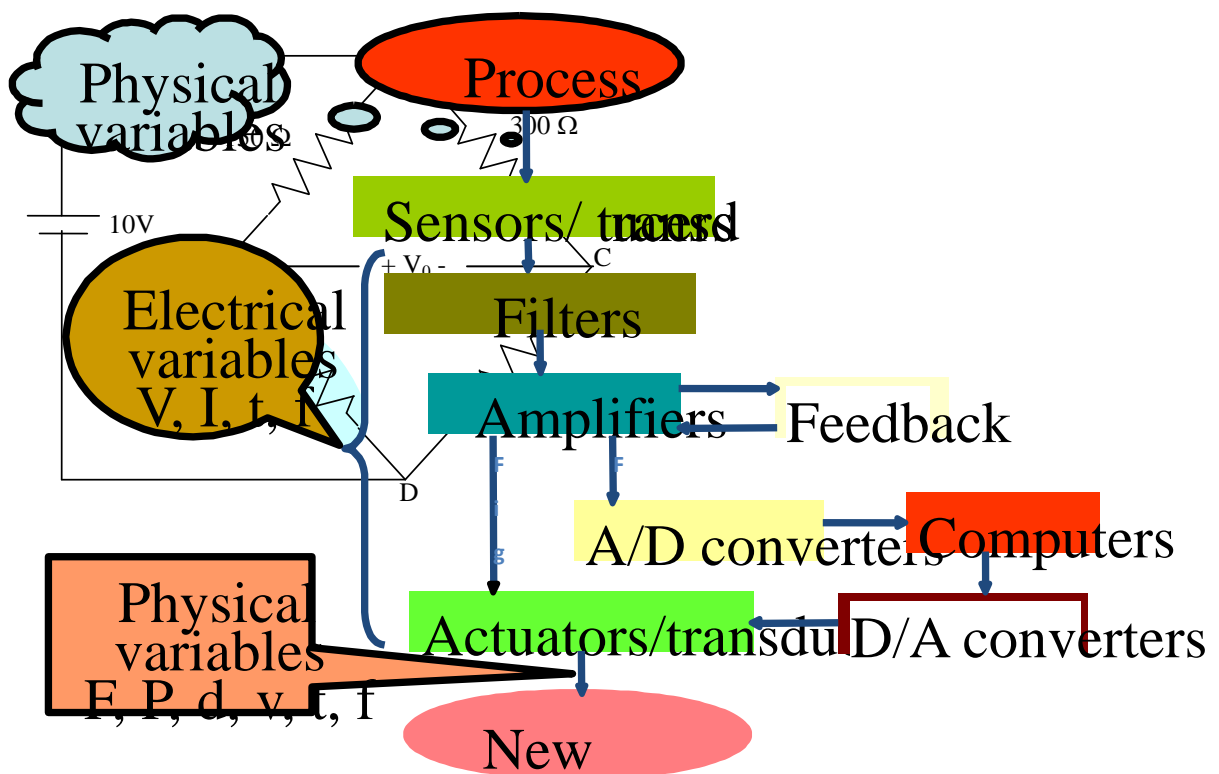 Physical
variables
Process
300 Ω
10V
Sensors/
C
+ V₀ -
Electrical
variables
V, I, t, f
Filters
Amplifiers
Feedback
F
F
i
g
D
A/D converters
Computers
Physical
variables
F, P, d, v, t, f
Actuators/transdu
D/A converters
New